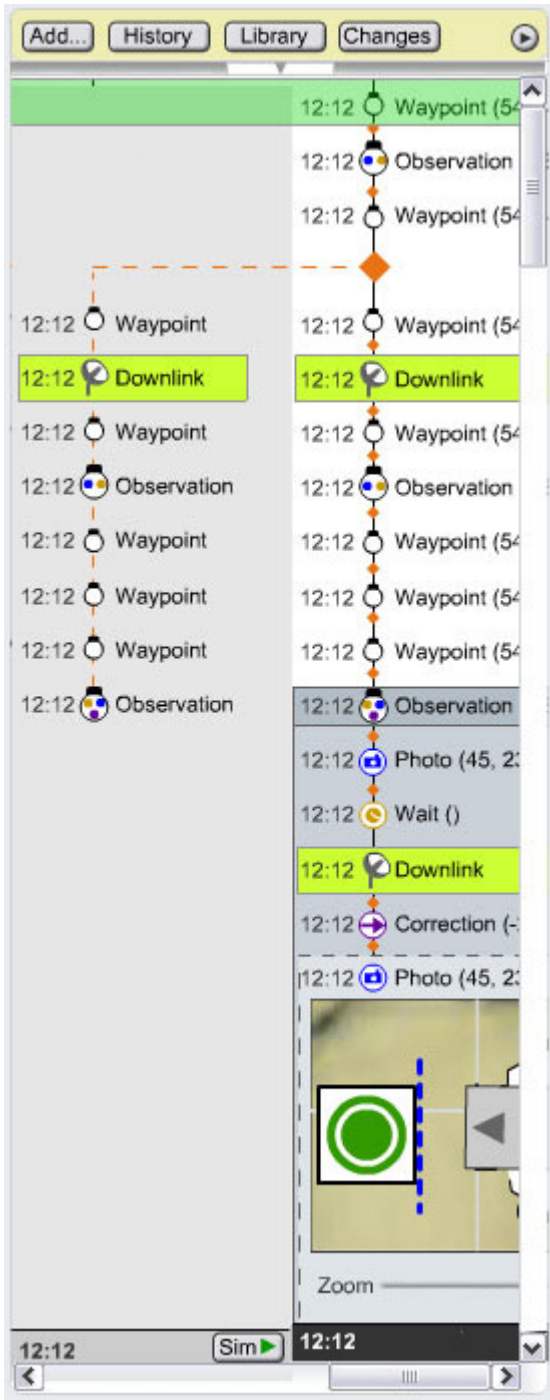 Add... History Library Changes
12:12 Waypoint (54
12:12 Observation
12:12 Waypoint (54
12:12 Waypoint 12:12 Waypoint (54
12:12 Downlink 12:12 Downlink
12:12 Waypoint 12:12 Waypoint (54
12:12 Observation 12:12 Observation
12:12 Waypoint 12:12 Waypoint (54
12:12 Waypoint 12:12 Waypoint (54
12:12 Waypoint 12:12 Waypoint (54
12:12 Observation 12:12 Observation
12:12 Photo (45, 23
12:12 Wait ()
12:12 Downlink
12:12 Correction (-
12:12 Photo (45, 23
Zoom
12:12 Sim 12:12